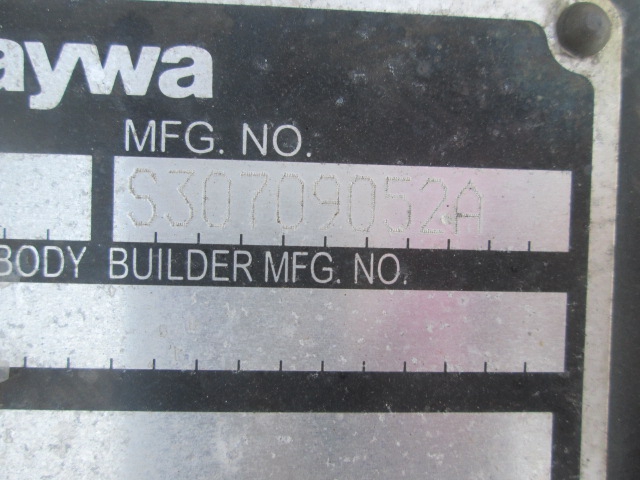 aywa
MFG. NO.
S30709052A
BODY BUILDER MFG. NO.